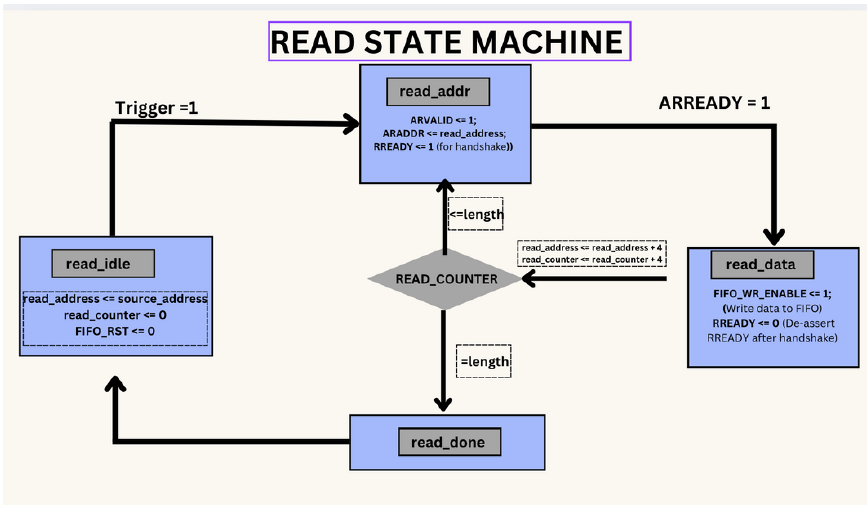 READ STATE MACHINE
read_addr
ARVALID <= 1;
ARADDR <= read_address;
RREADY <= 1 (for handshake))
Trigger =1
ARREADY = 1
<=length
read_idle
read_address <= source_address
read_counter <= 0
FIFO_RST <= 0
READ_COUNTER
read_address <= read_address + 4
read_counter <= read_counter + 4
read_data
FIFO_WR_ENABLE <= 1;
(Write data to FIFO)
RREADY <= 0 (De-assert
RREADY after handshake)
=length
read_done